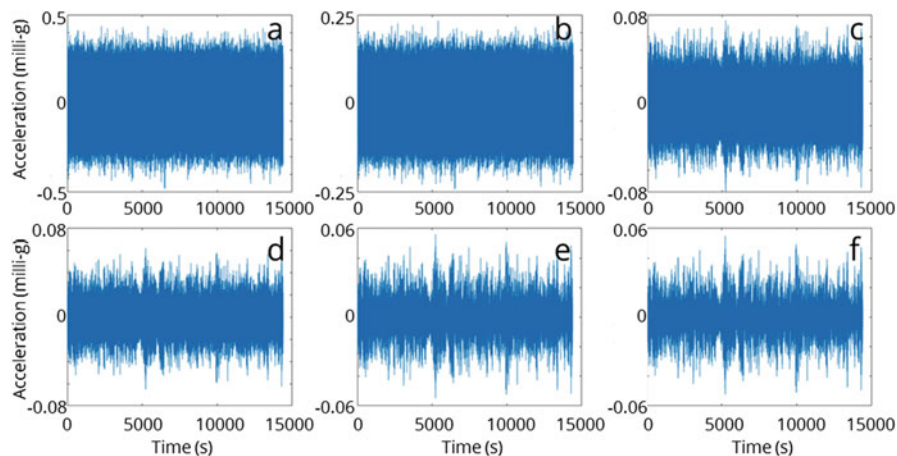 0.5 a 0.25 b 0.08 c
Acceleration (milli-g)
0 0 0
-0.5 -0.25 -0.08
0 5000 10000 15000 0 5000 10000 15000 0 5000 10000 15000
0.08 d 0.06 e 0.06 f
Acceleration (milli-g)
0 0 0
-0.08 -0.06 -0.06
0 5000 10000 15000 0 5000 10000 15000 0 5000 10000 15000
Time (s) Time (s) Time (s)